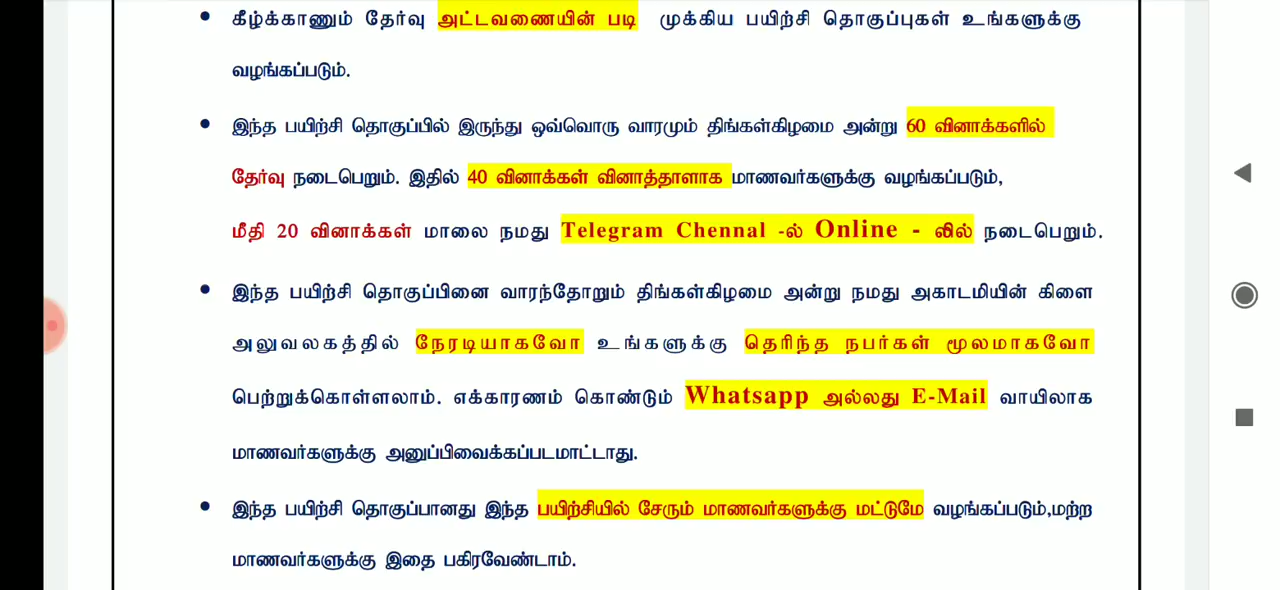 கீழ்க்காணும் தேர்வு அட்டவணையின் படி முக்கிய பயிற்சி தொகுப்புகள் உங்களுக்கு
வழங்கப்படும்.
இந்த பயிற்சி தொகுப்பில் இருந்து ஒவ்வொரு வாரமும் திங்கள்கிழமை அன்று 60 வினாக்களில்
தேர்வு நடைபெறும். இதில் 40 வினாக்கள் வினாத்தாளாக மாணவர்களுக்கு வழங்கப்படும்,
மீதி 20 வினாக்கள் மாலை நமது Telegram Chennal -ல் Online - லில் நடைபெறும்.
இந்த பயிற்சி தொகுப்பினை வாரந்தோறும் திங்கள்கிழமை அன்று நமது அகாடமியின் கிளை
அலுவலகத்தில் நேரடியாகவோ உங்களுக்கு தெரிந்த நபர்கள் மூலமாகவோ
பெற்றுக்கொள்ளலாம். எக்காரணம் கொண்டும் Whatsapp அல்லது E-Mail வாயிலாக
மாணவர்களுக்கு அனுப்பிவைக்கப்படமாட்டாது.
இந்த பயிற்சி தொகுப்பானது இந்த பயிற்சியில் சேரும் மாணவர்களுக்கு மட்டுமே வழங்கப்படும்,மற்ற
மாணவர்களுக்கு இதை பகிரவேண்டாம்.